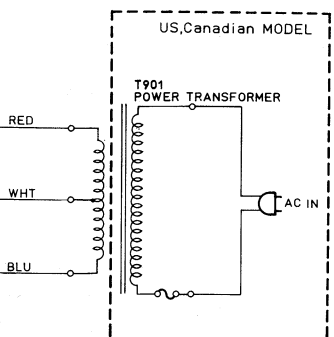 US,Canadian MODEL
T901
POWER TRANSFORMER
RED
WHT
AC IN
BLU